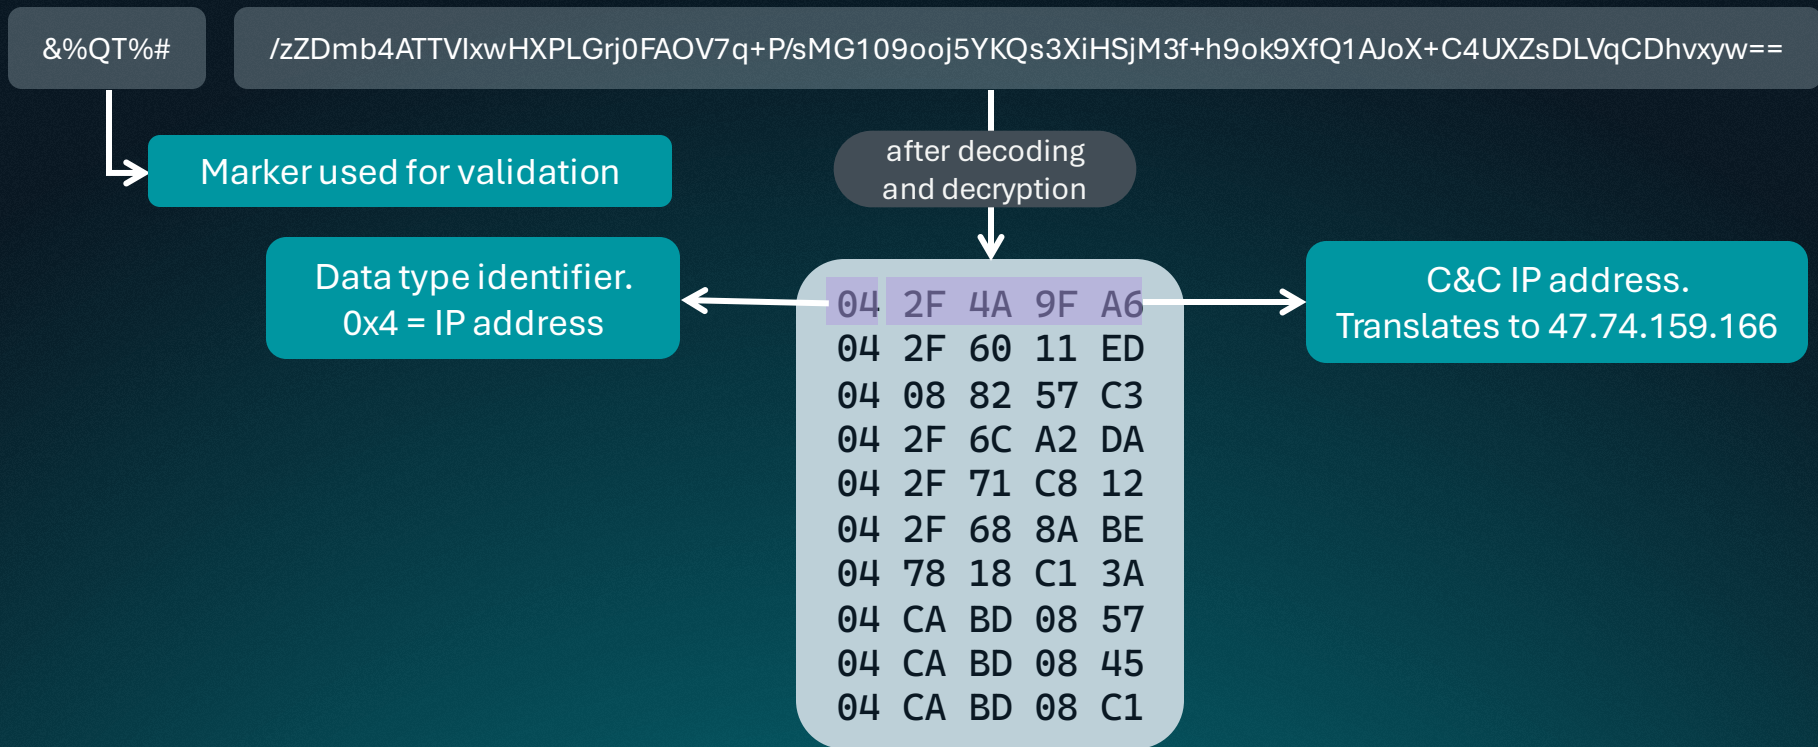 &%QT%#
/zZDmb4ATTVIxwHXPLGrj0FAOV7q+P/sMG109ooj5YKQs3XiHSjM3f+h9ok9XfQ1AJoX+C4UXZsDLVqCDhvxyw==
Marker used for validation
after decoding
and decryption
Data type identifier.
0x4 = IP address
04 2F 4A 9F A6
04 2F 60 11 ED
04 08 82 57 C3
04 2F 6C A2 DA
04 2F 71 C8 12
04 2F 68 8A BE
04 78 18 C1 3A
04 CA BD 08 57
04 CA BD 08 45
04 CA BD 08 C1
C&C IP address.
Translates to 47.74.159.166